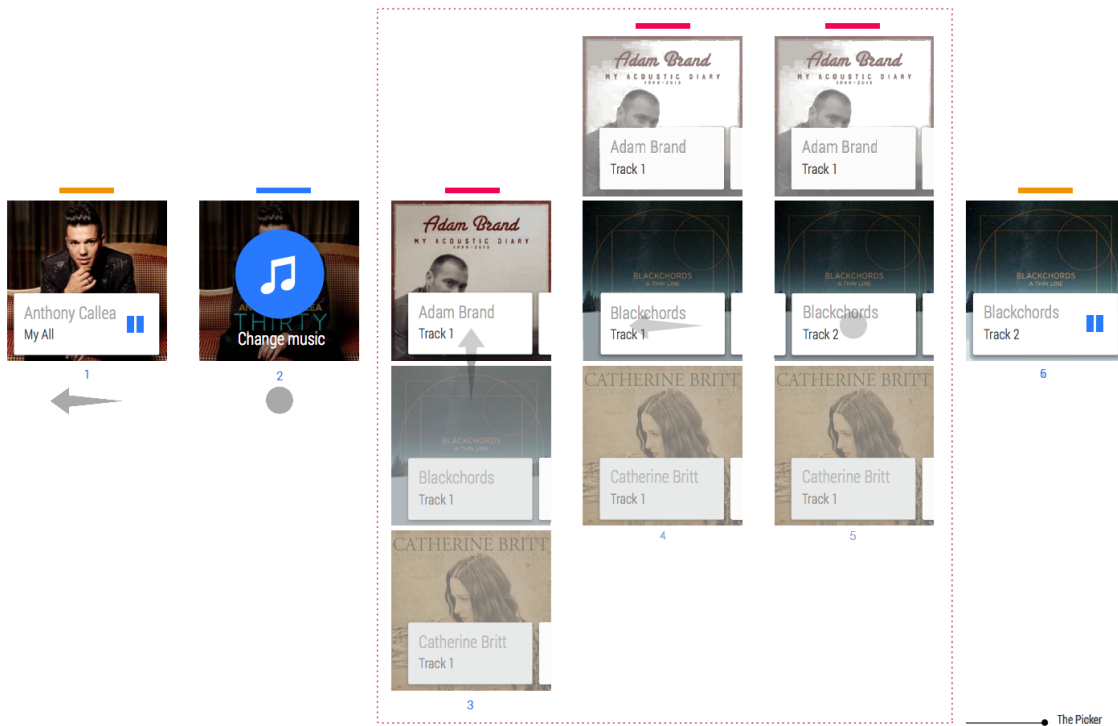 Anthony Callea
My All
1
THIRTY
Change music
2
Adam Brand
MY ACOUSTIC DIARY
Adam Brand
Track 1
BLACKCHORDS
A THIN LINE
Blackchords
Track 1
CATHERINE BRITT
Catherine Britt
Track 1
3
Adam Brand
MY ACOUSTIC DIARY
1998-2013
Adam Brand
Track 1
BLACKCHORDS
A THIN LINE
Blackchords
Track 1
CATHERINE BRITT
Catherine Britt
Track 1
4
Adam Brand
MY ACOUSTIC DIARY
1998-2013
Adam Brand
Track 1
BLACKCHORDS
A THIN LINE
Blackchords
Track 2
CATHERINE BRITT
Catherine Britt
Track 1
5
BLACKCHORDS
A THIN LINE
Blackchords
Track 2
6
The Picker